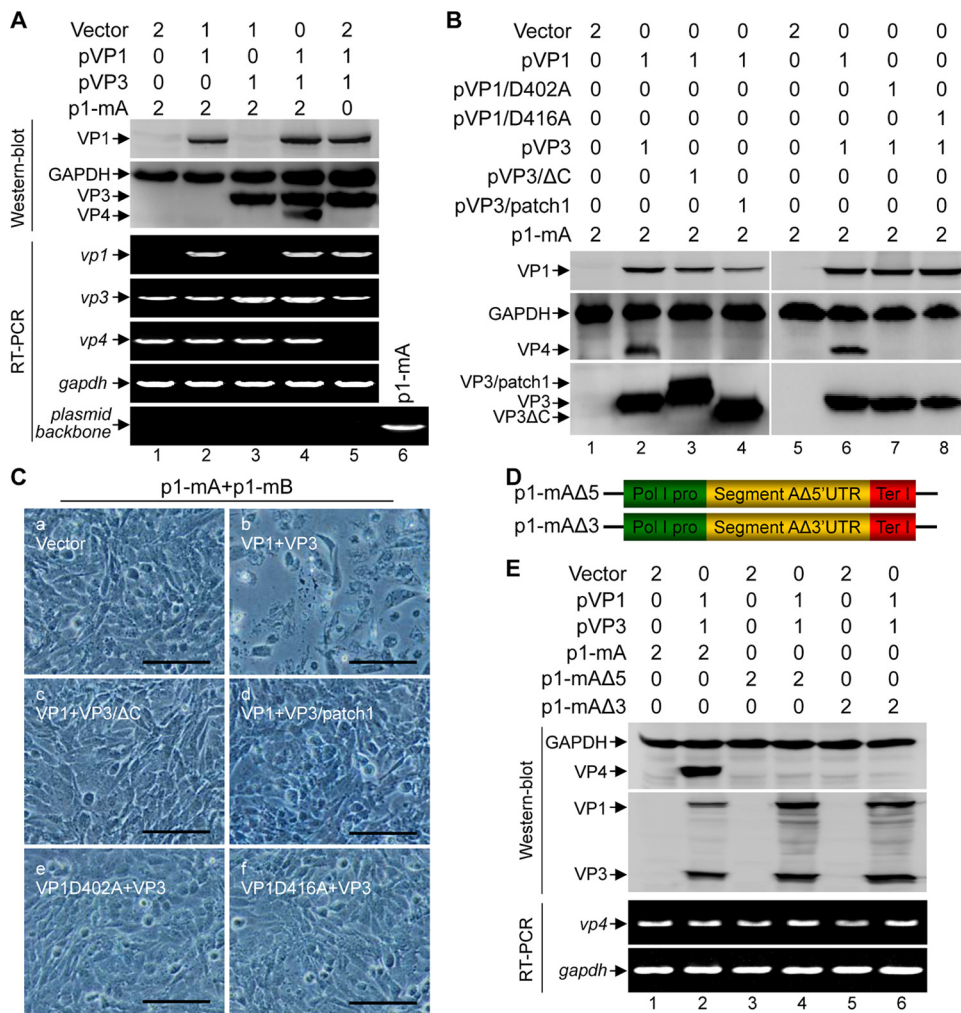 A
Vector 2 1 1 0 2
pVP1 0 1 0 1 1
pVP3 0 0 1 1 1
p1-mA 2 2 2 2 0
Western-blot
VP1
GAPDH
VP3
VP4
RT-PCR
vp1
vp3
vp4
gapdh
plasmid
backbone
p1-mA
1 2 3 4 5 6
B
Vector 2 0 0 0 2 0 0 0
pVP1 0 1 1 1 0 1 0 0
pVP1/D402A 0 0 0 0 0 0 1 0
pVP1/D416A 0 0 0 0 0 0 0 1
pVP3 0 1 0 0 0 1 1 1
pVP3/ΔC 0 0 1 0 0 0 0 0
pVP3/patch1 0 0 0 1 0 0 0 0
p1-mA 2 2 2 2 2 2 2 2
VP1
GAPDH
VP4
VP3/patch1
VP3
VP3ΔC
1 2 3 4 5 6 7 8
C
p1-mA+p1-mB
a
Vector
b
VP1+VP3
c
VP1+VP3/ΔC
d
VP1+VP3/patch1
e
VP1D402A+VP3
f
VP1D416A+VP3
D
p1-mAΔ5 Pol I pro Segment AΔ5'UTR Ter I
p1-mAΔ3 Pol I pro Segment AΔ3'UTR Ter I
E
Vector 2 0 2 0 2 0
pVP1 0 1 0 1 0 1
pVP3 0 1 0 1 0 1
p1-mA 2 2 0 0 0 0
p1-mAΔ5 0 0 2 2 0 0
p1-mAΔ3 0 0 0 0 2 2
Western-blot
GAPDH
VP4
VP1
VP3
RT-PCR
vp4
gapdh
1 2 3 4 5 6